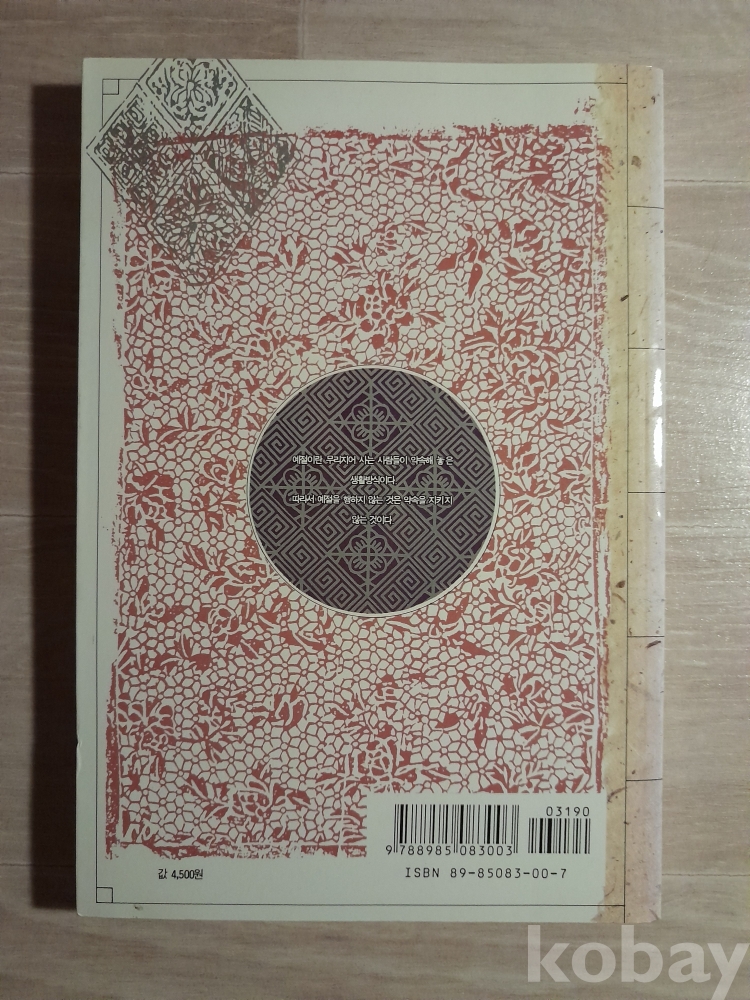 예절이란 무리지어 사는 사람들이 약속해 놓은
생활방식이다.
따라서 예절을 행하지 않는 것은 약속을 지키지
않는 것이다.
03190
9 788985 083003
값 4,500원
ISBN 89-85083-00-7
kobay